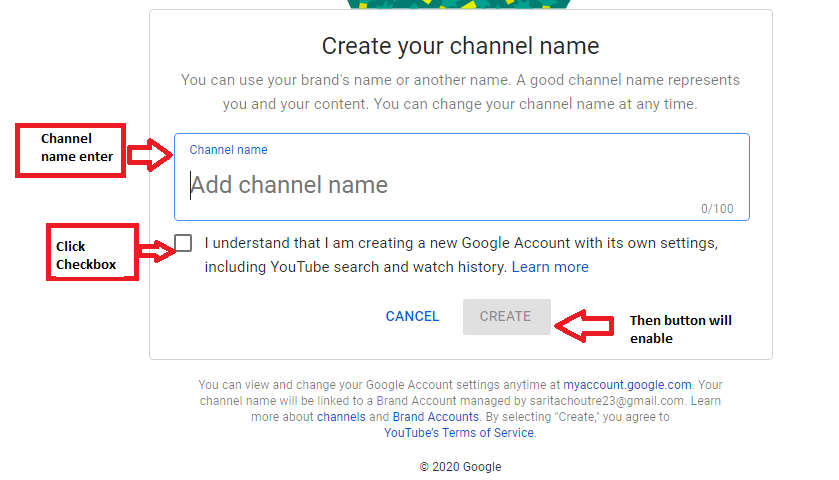 Create your channel name
You can use your brand's name or another name. A good channel name represents
you and your content. You can change your channel name at any time.
Channel
name enter
Channel name
Add channel name
0/100
Click
Checkbox
I understand that I am creating a new Google Account with its own settings,
including YouTube search and watch history. Learn more
CANCEL
CREATE
Then button will
enable
You can view and change your Google Account settings anytime at myaccount.google.com. Your
channel name will be linked to a Brand Account managed by saritachoutre23@gmail.com. Learn
more about channels and Brand Accounts. By selecting "Create," you agree to
YouTube's Terms of Service.
© 2020 Google